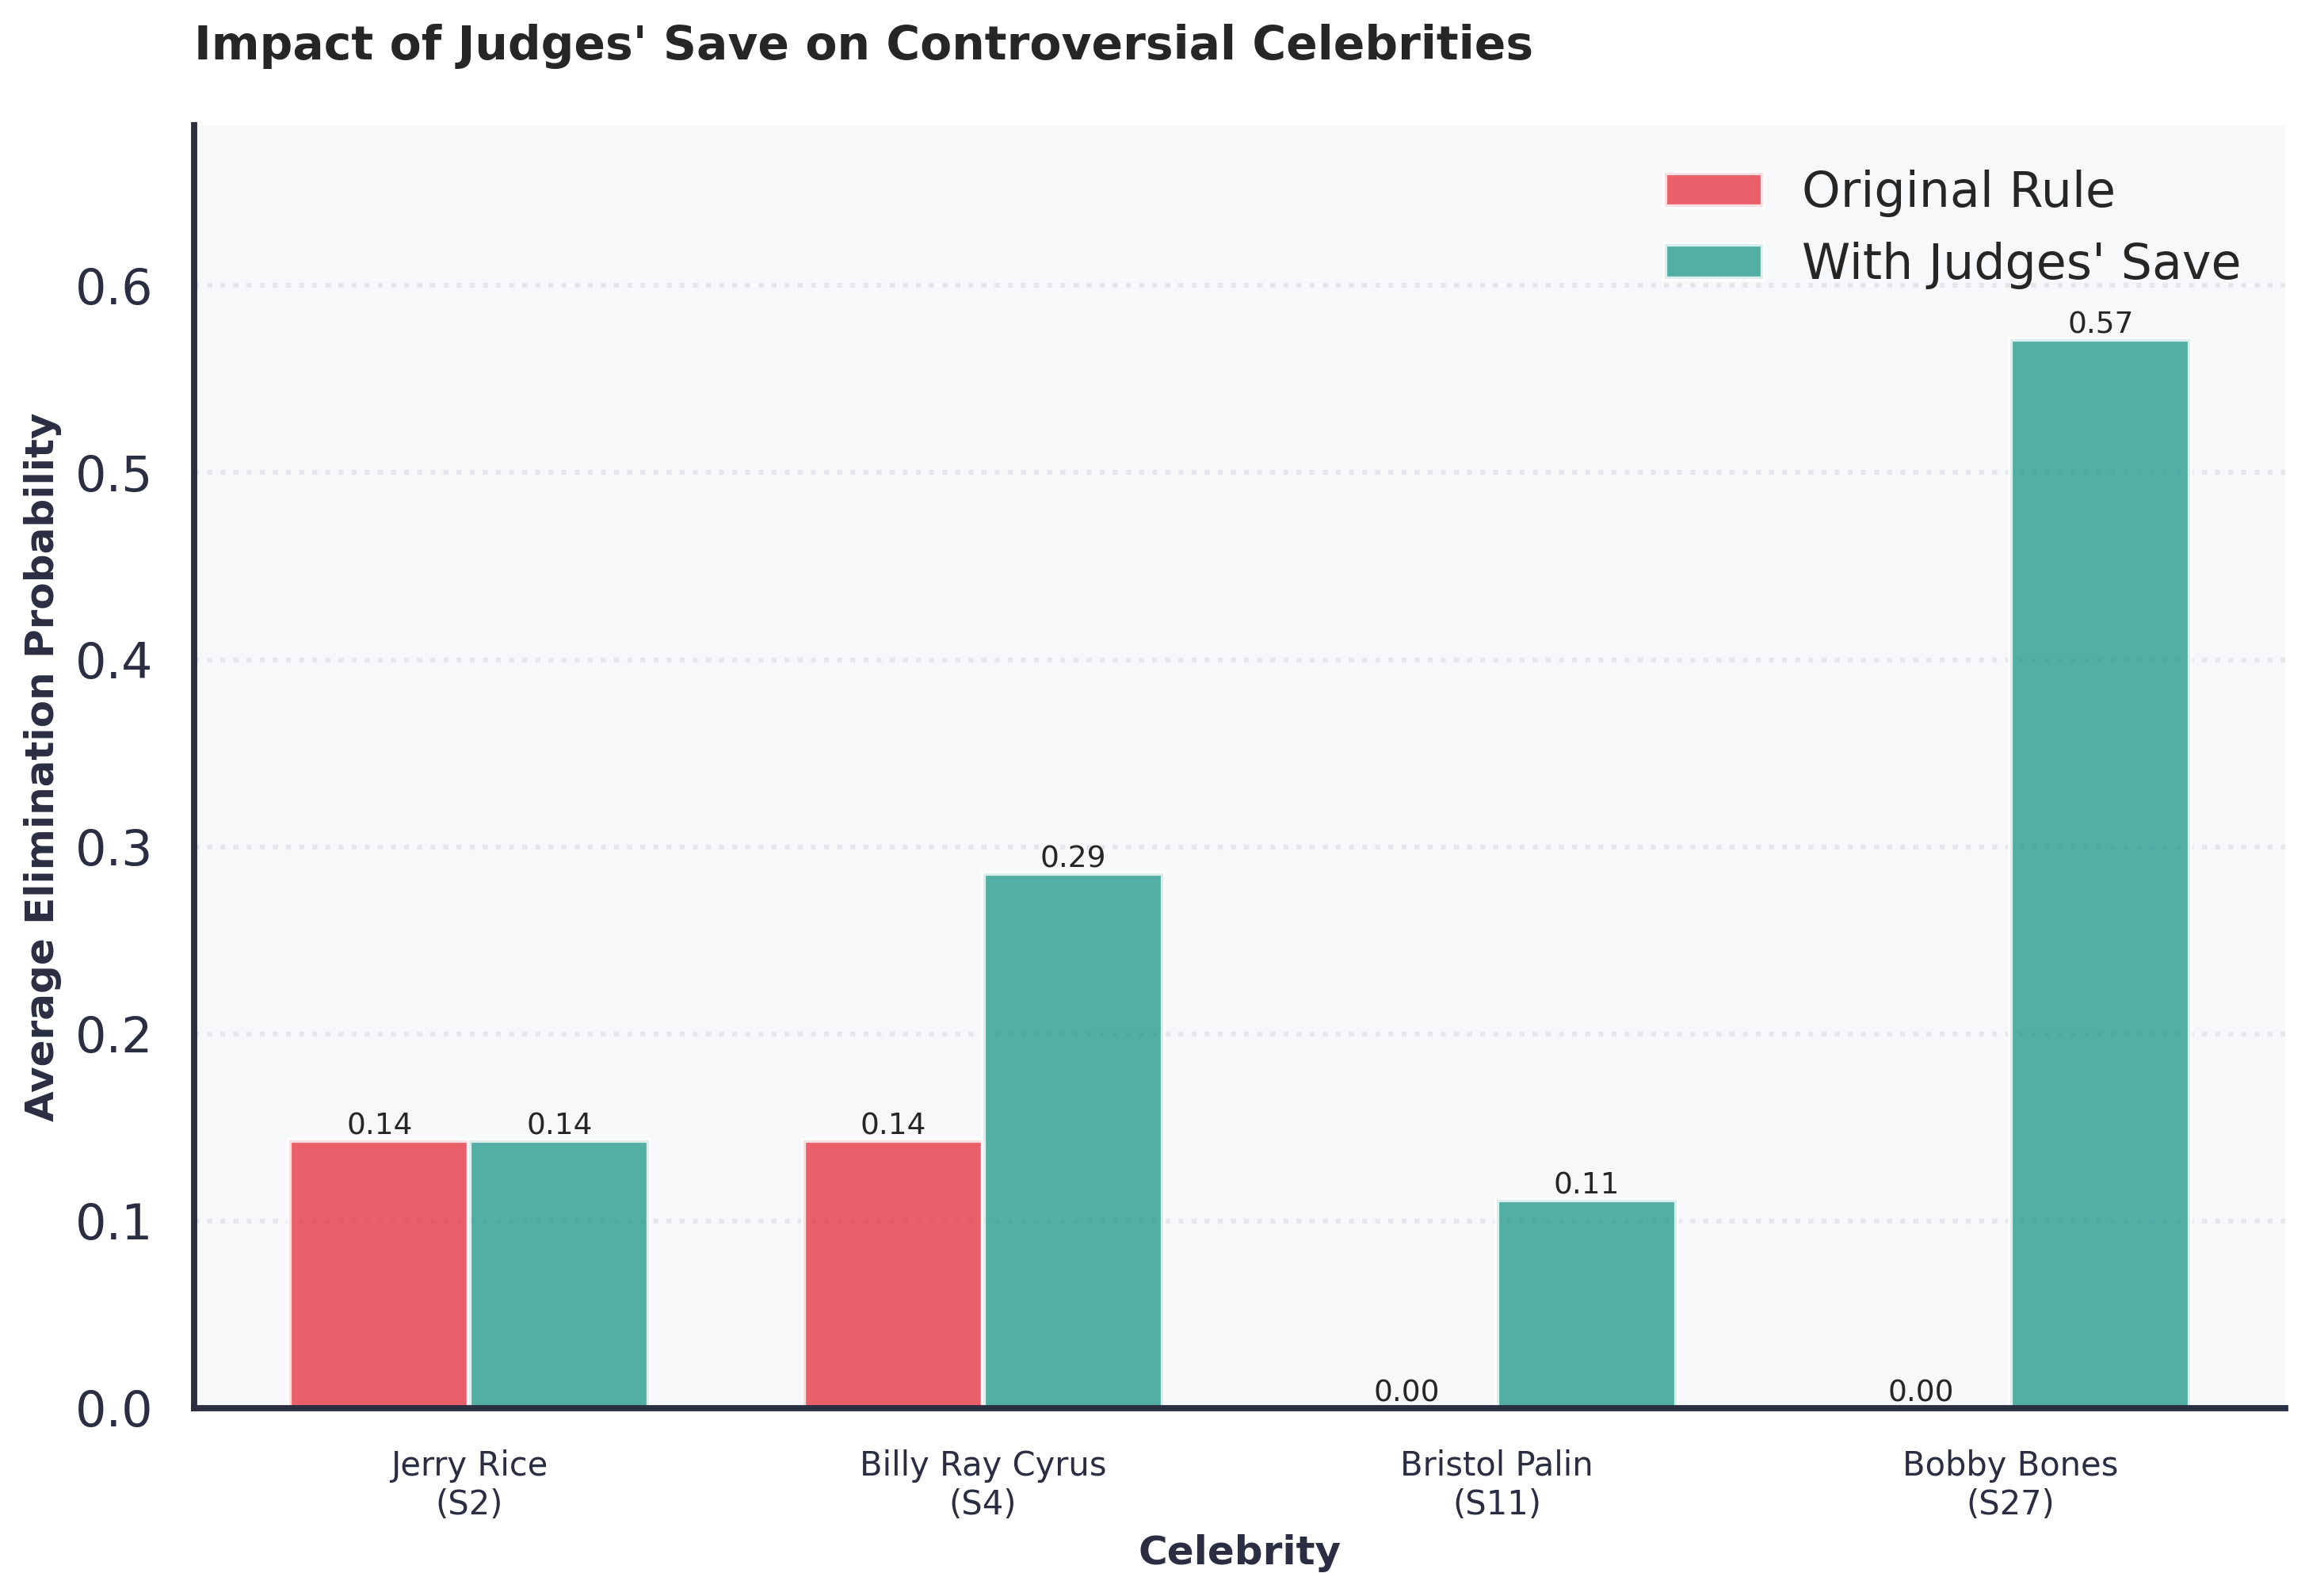 Impact of Judges' Save on Controversial Celebrities
Original Rule
With Judges' Save
Average Elimination Probability
0.6
0.5
0.4
0.3
0.2
0.1
0.0
0.14
0.14
0.14
0.29
0.00
0.11
0.00
0.57
Jerry Rice
(S2)
Billy Ray Cyrus
(S4)
Bristol Palin
(S11)
Bobby Bones
(S27)
Celebrity